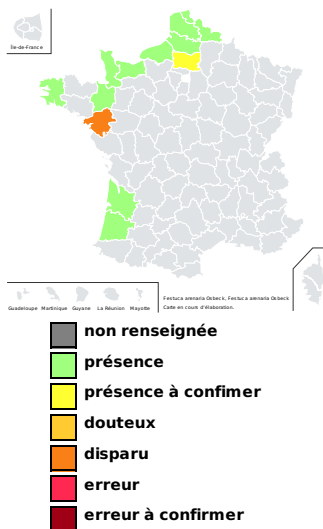 Île-de-France
Guadeloupe Martinique Guyane La Réunion Mayotte
Festuca arenaria Osbeck, Festuca arenaria Osbeck
Carte en cours d'élaboration.
non renseignée
présence
présence à confimer
douteux
disparu
erreur
erreur à confirmer